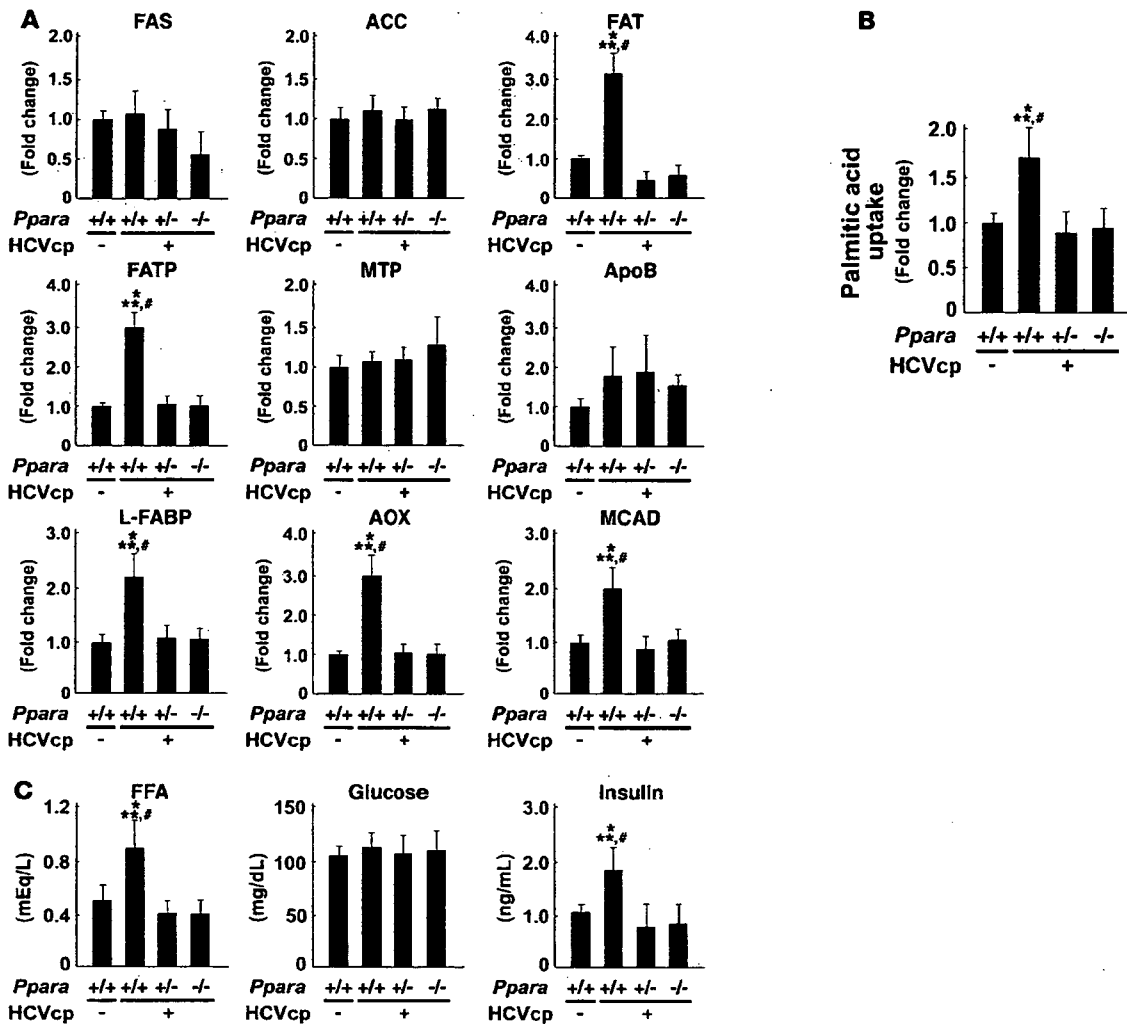 A
FAS
ACC
FAT
2.0
1.5
1.0
0.5
0
(Fold change)
2.0
1.5
1.0
0.5
0
(Fold change)
4.0
3.0
2.0
1.0
0
(Fold change)
*
**,#
Ppara +/+ +/+ +/- -/-
HCVcp - +
Ppara +/+ +/+ +/- -/-
HCVcp - +
Ppara +/+ +/+ +/- -/-
HCVcp - +
B
2.0
1.5
1.0
0.5
0
Palmitic acid
uptake
(Fold change)
*
**,#
Ppara +/+ +/+ +/- -/-
HCVcp - +
FATP
MTP
ApoB
4.0
3.0
2.0
1.0
0
(Fold change)
*
**,#
2.0
1.5
1.0
0.5
0
(Fold change)
4.0
3.0
2.0
1.0
0
(Fold change)
Ppara +/+ +/+ +/- -/-
HCVcp - +
Ppara +/+ +/+ +/- -/-
HCVcp - +
Ppara +/+ +/+ +/- -/-
HCVcp - +
L-FABP
AOX
MCAD
3.0
2.0
1.0
0
(Fold change)
*
**,#
4.0
3.0
2.0
1.0
0
(Fold change)
*
**,#
3.0
2.0
1.0
0
(Fold change)
*
**,#
Ppara +/+ +/+ +/- -/-
HCVcp - +
Ppara +/+ +/+ +/- -/-
HCVcp - +
Ppara +/+ +/+ +/- -/-
HCVcp - +
C
FFA
Glucose
Insulin
1.2
0.8
0.4
0
(mEq/L)
*
**,#
150
100
50
0
(mg/dL)
3.0
2.0
1.0
0
(ng/mL)
*
**,#
Ppara +/+ +/+ +/- -/-
HCVcp - +
Ppara +/+ +/+ +/- -/-
HCVcp - +
Ppara +/+ +/+ +/- -/-
HCVcp - +